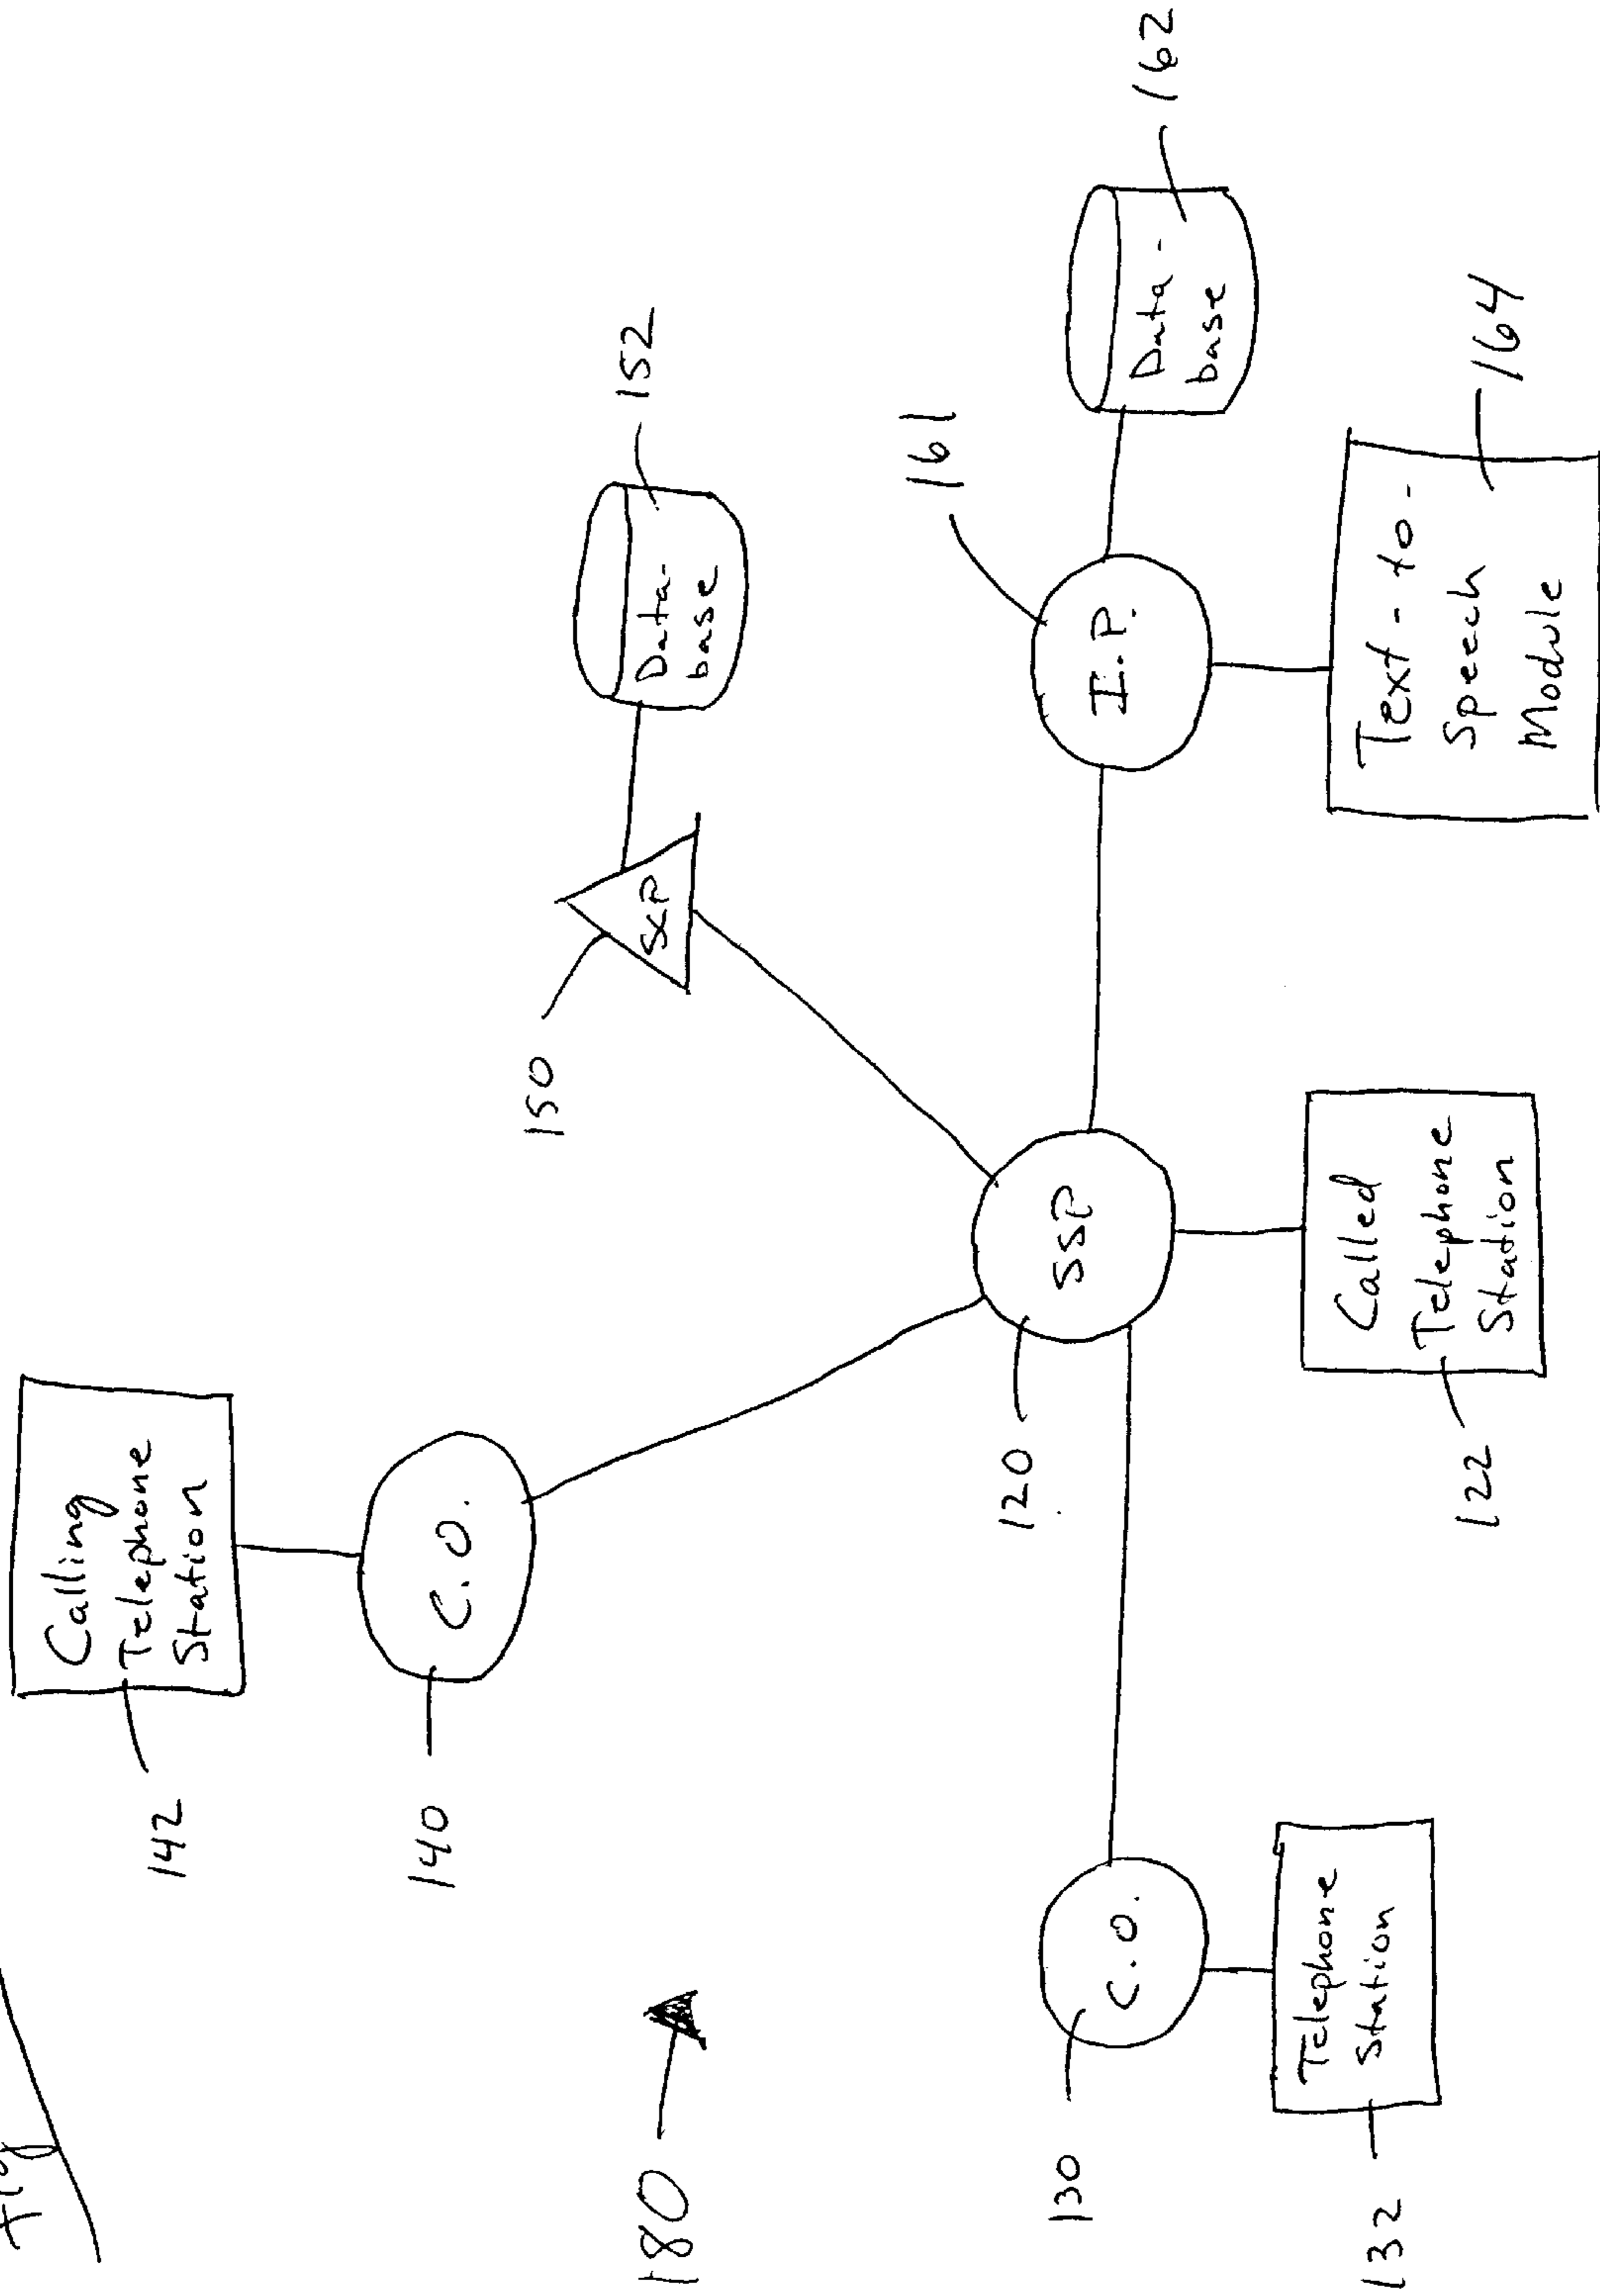 Fig
142
Calling
Telephone
Station
140
C.O.
180
150
SCP
152
Data-
base
120
SSP
161
I.P.
162
Data-
base
130
C.O.
132
Telephone
Station
122
Called
Telephone
Station
164
Text-to-
Speech
Module